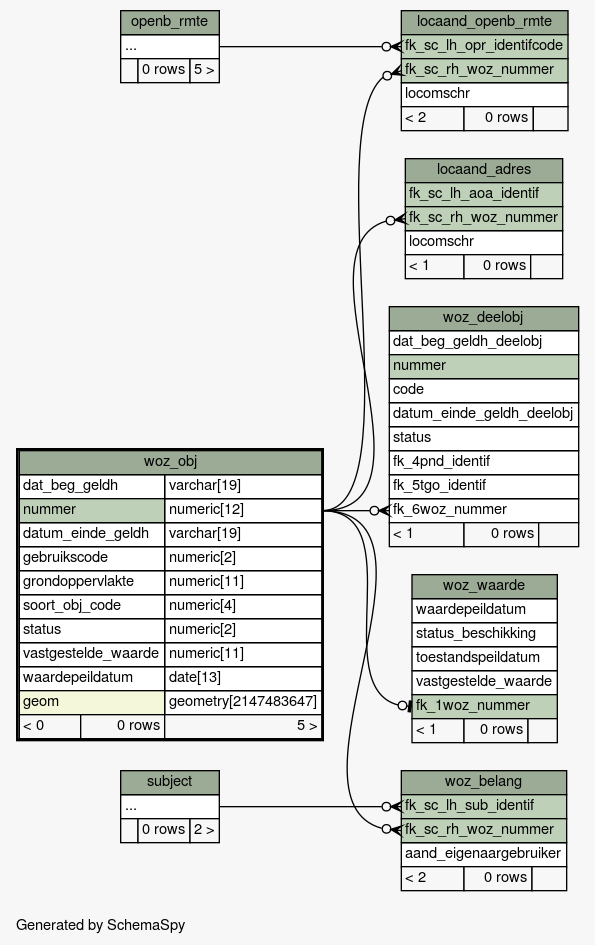 openb_rmte
...
0 rows 5 >
locaand_openb_rmte
fk_sc_lh_opr_identifcode
fk_sc_rh_woz_nummer
locomschr
< 2 0 rows
locaand_adres
fk_sc_lh_aoa_identif
fk_sc_rh_woz_nummer
locomschr
< 1 0 rows
woz_deelobj
dat_beg_geldh_deelobj
nummer
code
datum_einde_geldh_deelobj
status
fk_4pnd_identif
fk_5tgo_identif
fk_6woz_nummer
< 1 0 rows
woz_obj
dat_beg_geldh varchar[19]
nummer numeric[12]
datum_einde_geldh varchar[19]
gebruikscode numeric[2]
grondoppervlakte numeric[11]
soort_obj_code numeric[4]
status numeric[2]
vastgestelde_waarde numeric[11]
waardepeildatum date[13]
geom geometry[2147483647]
< 0 0 rows 5 >
woz_waarde
waardepeildatum
status_beschikking
toestandspeildatum
vastgestelde_waarde
fk_1woz_nummer
< 1 0 rows
subject
...
0 rows 2 >
woz_belang
fk_sc_lh_sub_identif
fk_sc_rh_woz_nummer
aand_eigenaargebruiker
< 2 0 rows
Generated by SchemaSpy